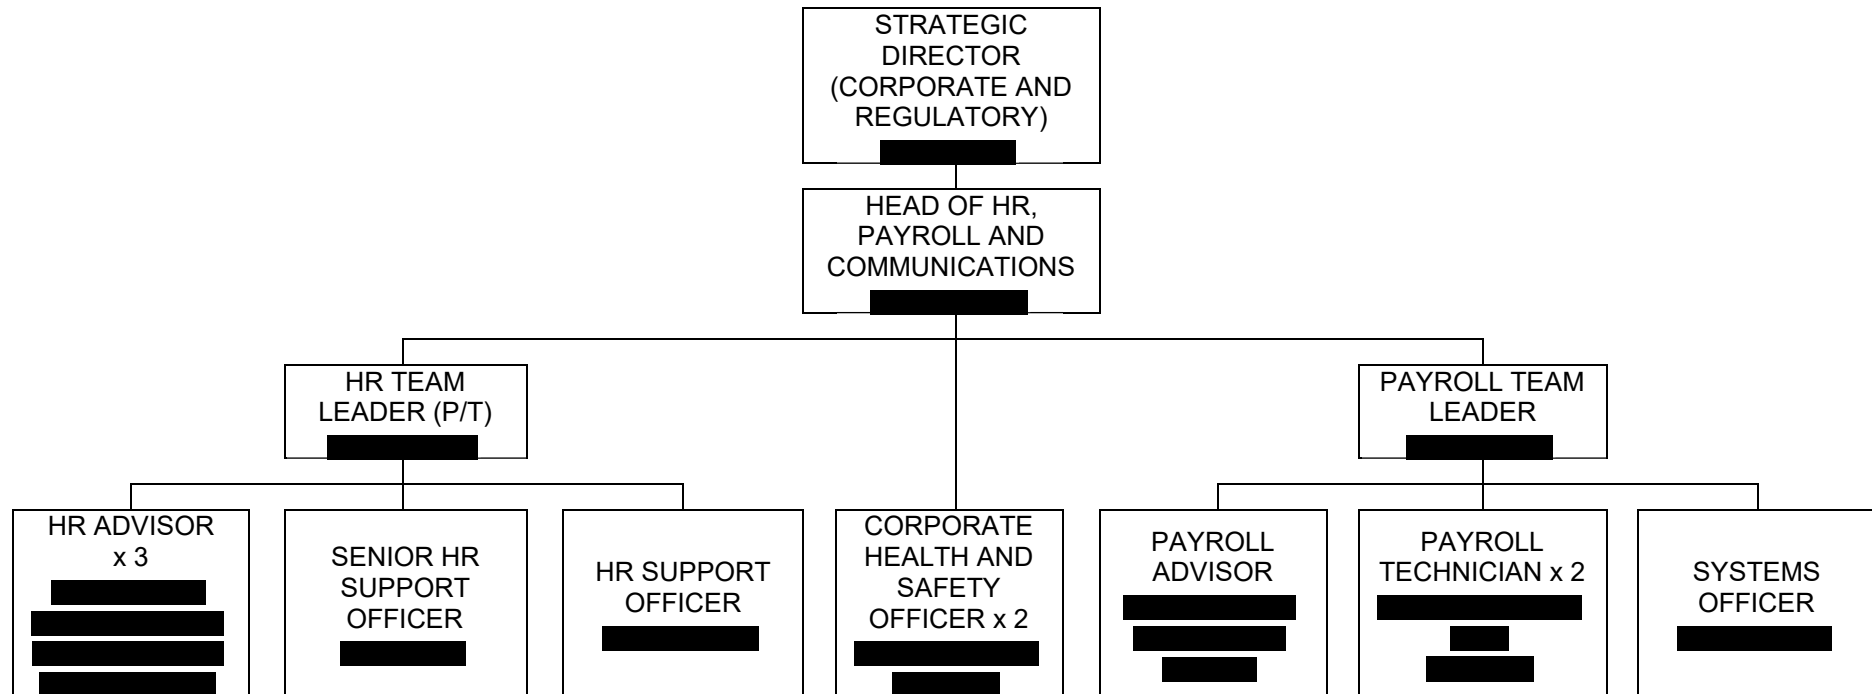 STRATEGIC
DIRECTOR
(CORPORATE AND
REGULATORY)
HEAD OF HR,
PAYROLL AND
COMMUNICATIONS
HR TEAM
LEADER (P/T)
PAYROLL TEAM
LEADER
HR ADVISOR
x 3
SENIOR HR
SUPPORT
OFFICER
HR SUPPORT
OFFICER
CORPORATE
HEALTH AND
SAFETY
OFFICER x 2
PAYROLL
ADVISOR
PAYROLL
TECHNICIAN x 2
SYSTEMS
OFFICER